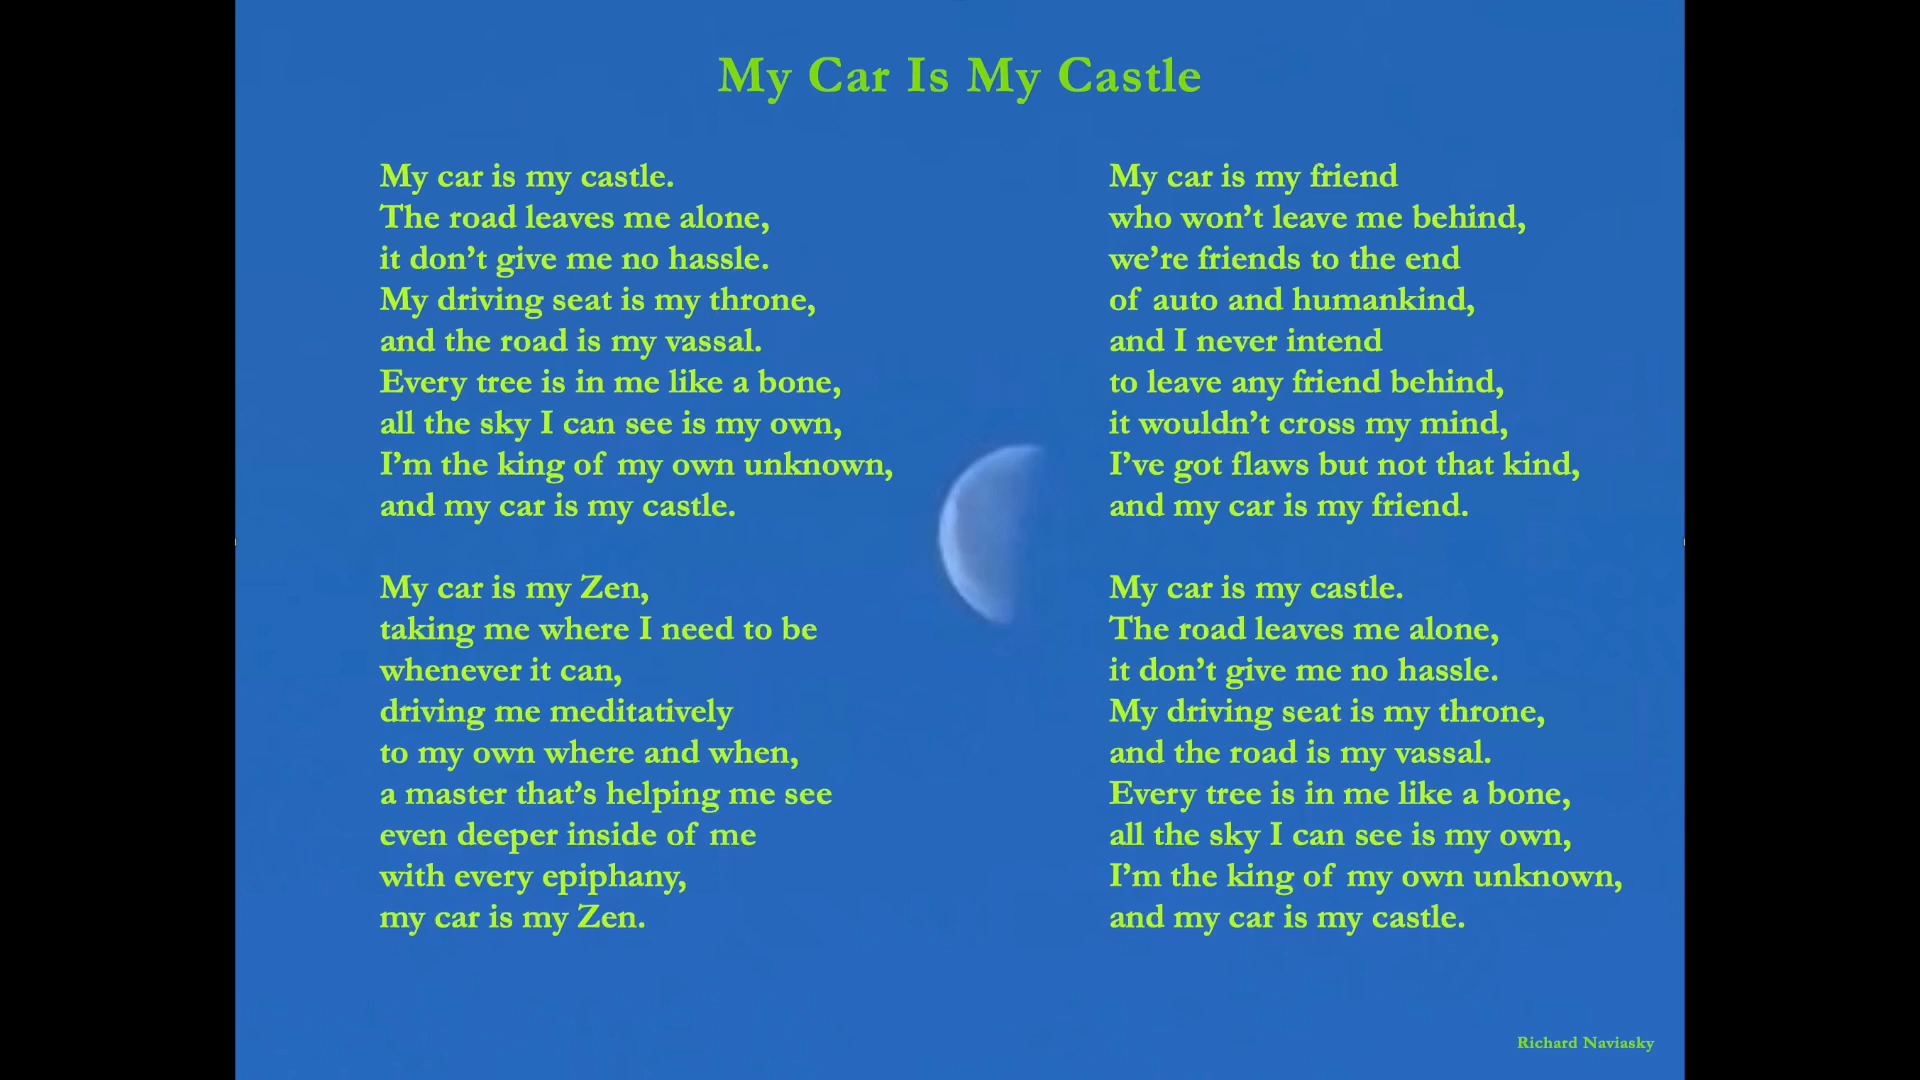 My Car Is My Castle
My car is my castle.
The road leaves me alone,
it don't give me no hassle.
My driving seat is my throne,
and the road is my vassal.
Every tree is in me like a bone,
all the sky I can see is my own,
I'm the king of my own unknown,
and my car is my castle.
My car is my Zen,
taking me where I need to be
whenever it can,
driving me meditatively
to my own where and when,
a master that's helping me see
even deeper inside of me
with every epiphany,
my car is my Zen.
My car is my friend
who won't leave me behind,
we're friends to the end
of auto and humankind,
and I never intend
to leave any friend behind,
it wouldn't cross my mind,
I've got flaws but not that kind,
and my car is my friend.
My car is my castle.
The road leaves me alone,
it don't give me no hassle.
My driving seat is my throne,
and the road is my vassal.
Every tree is in me like a bone,
all the sky I can see is my own,
I'm the king of my own unknown,
and my car is my castle.
Richard Naviasky